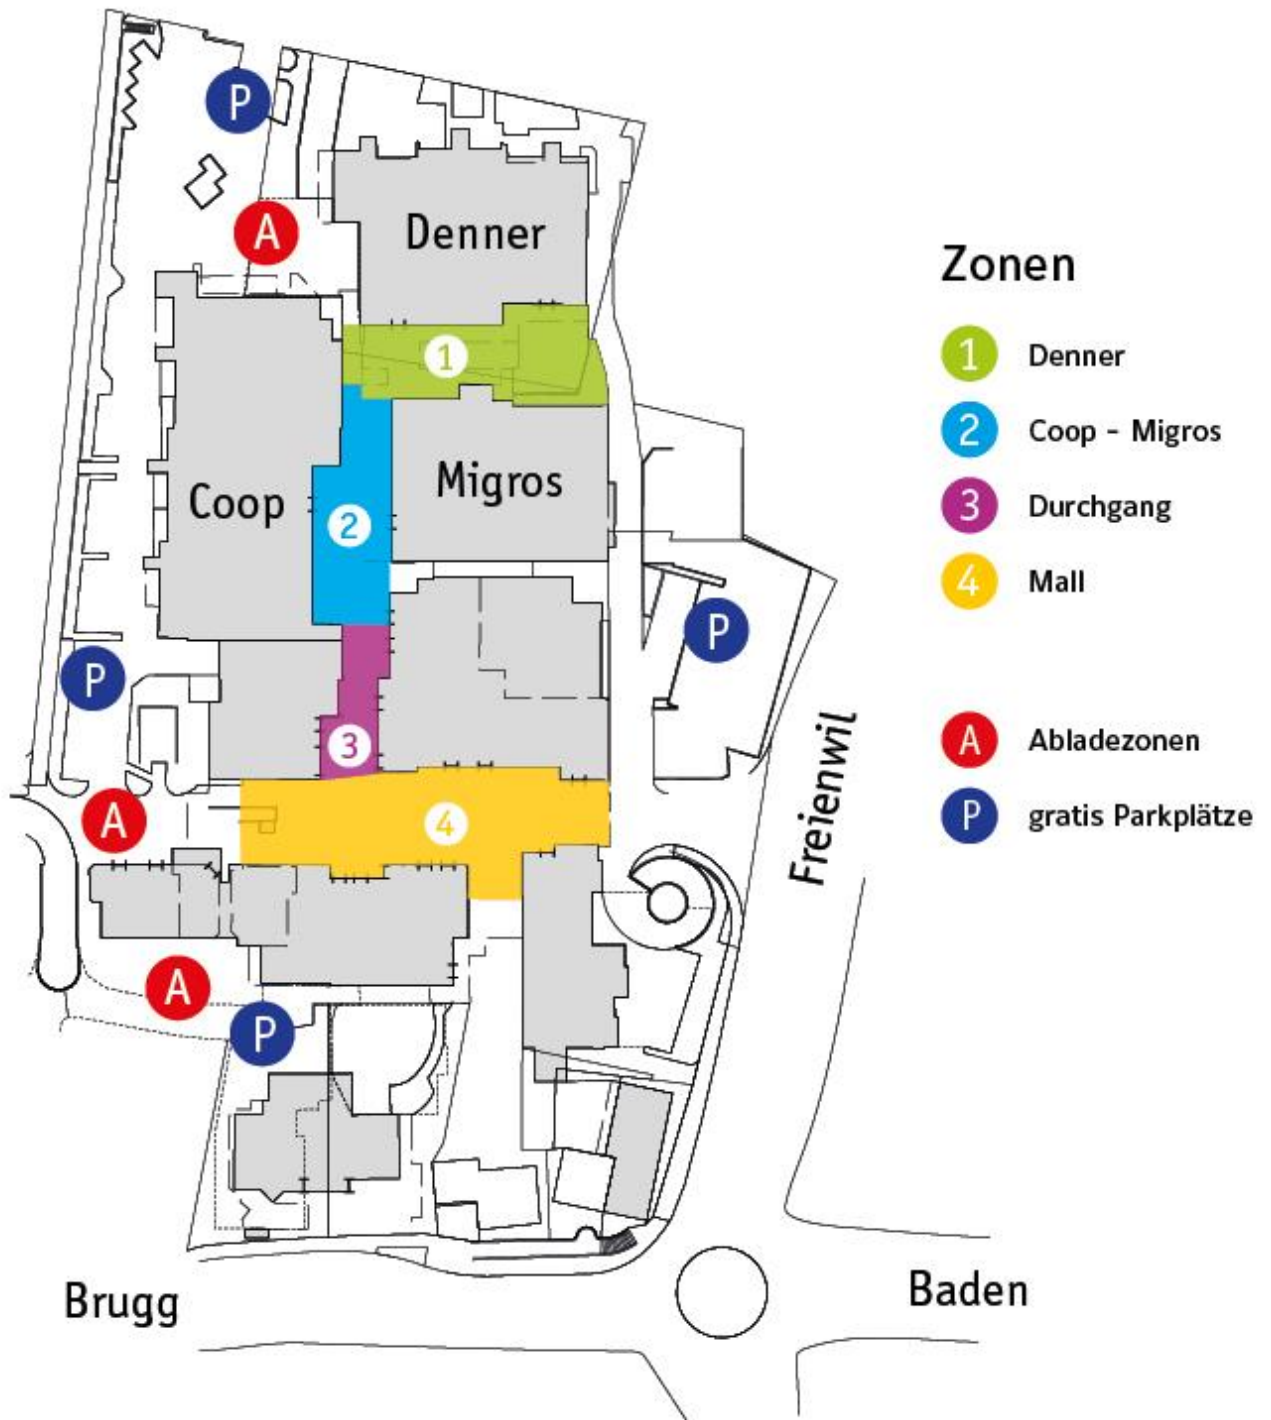 P
A
Denner
1
Coop
2
Migros
3
P
P
A
4
A
P
Freienwil
Brugg
Baden
Zonen
1 Denner
2 Coop - Migros
3 Durchgang
4 Mall
A Abladezonen
P gratis Parkplätze